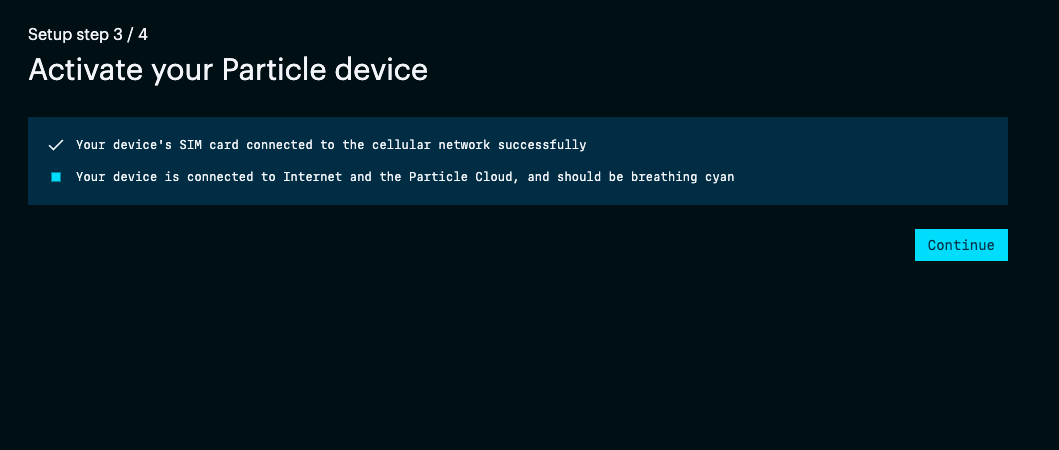 Setup step 3 / 4
Activate your Particle device
Your device's SIM card connected to the cellular network successfully
Your device is connected to Internet and the Particle Cloud, and should be breathing cyan
Continue